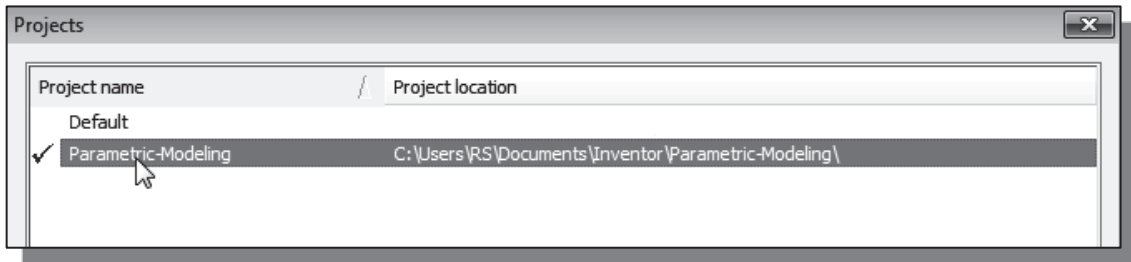 Projects
Project name Project location
Default
Parametric-Modeling C:\Users\RS\Documents\Inventor\Parametric-Modeling\